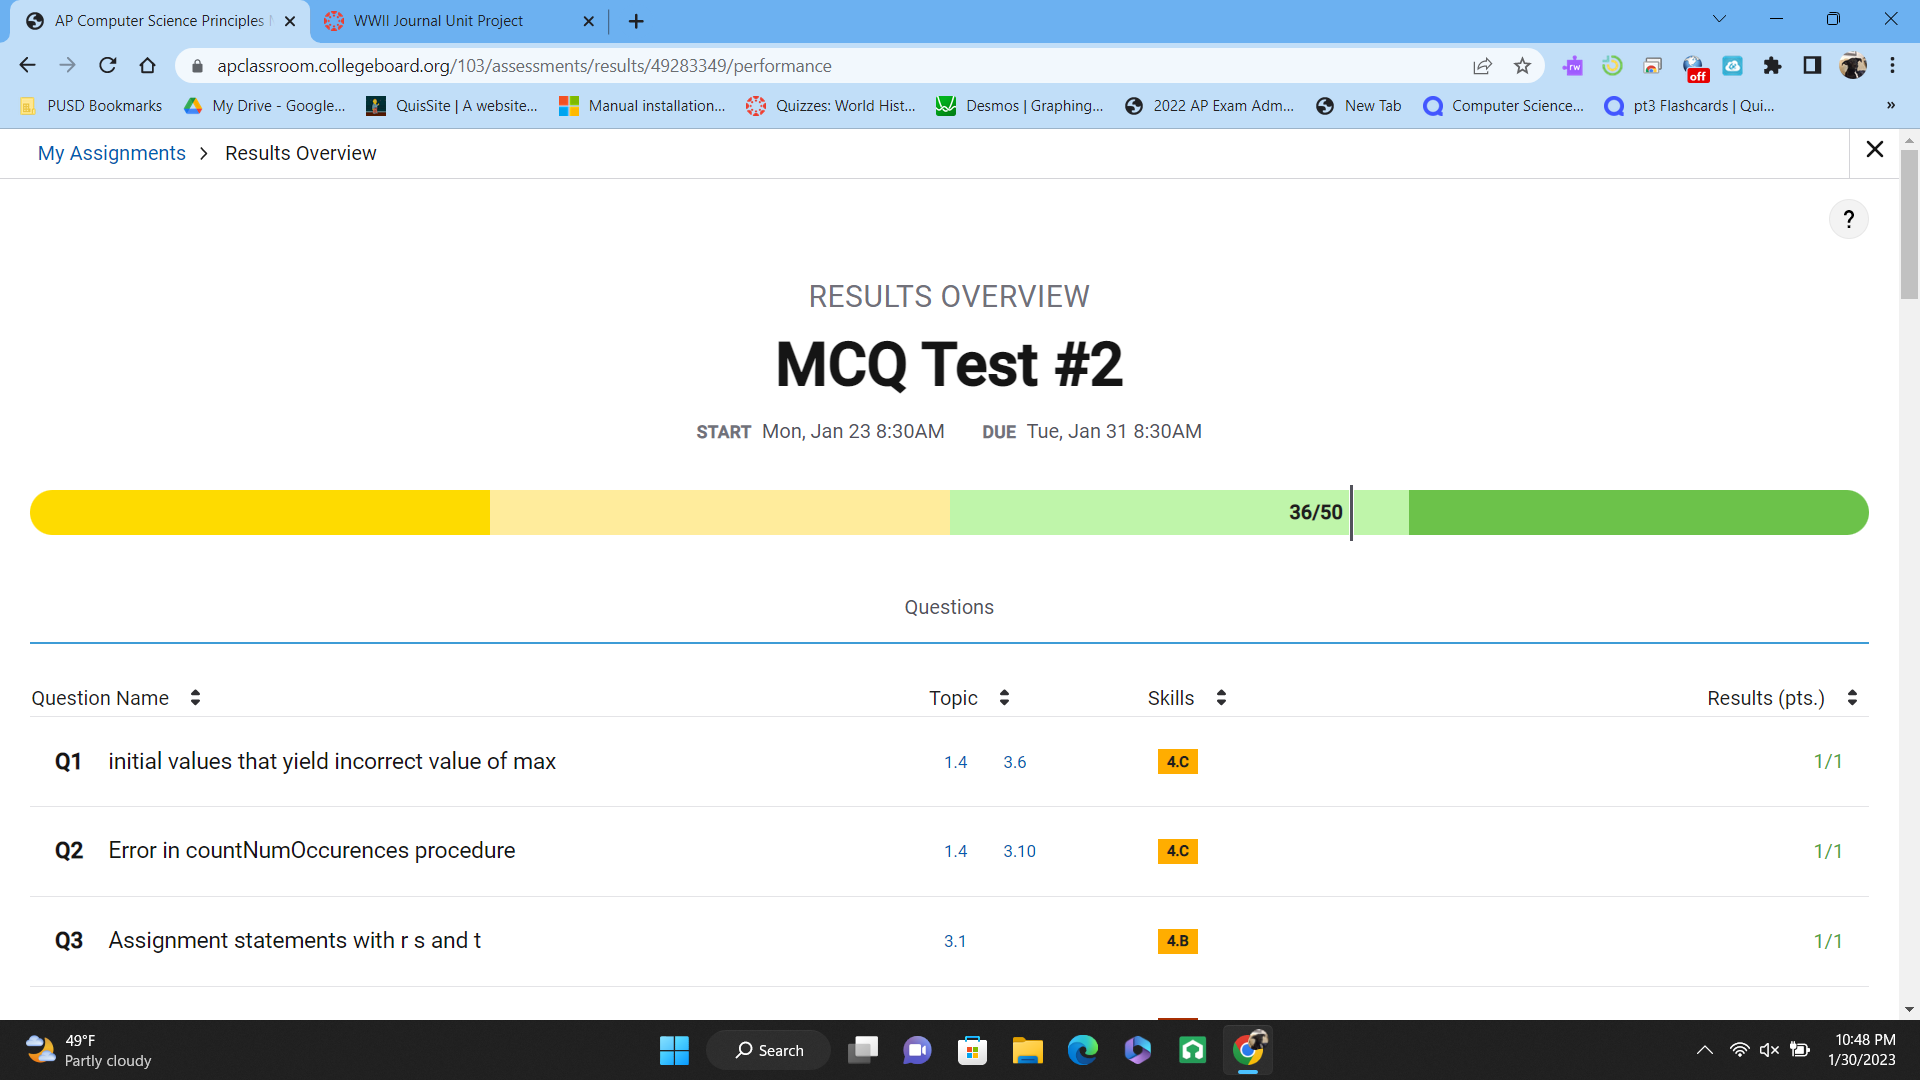 AP Computer Science Principles
WWII Journal Unit Project
apclassroom.collegeboard.org/103/assessments/results/49283349/performance
rw
off
PUSD Bookmarks
My Drive - Google...
QuisSite | A website...
Manual installation...
Quizzes: World Hist...
Desmos | Graphing...
2022 AP Exam Adm...
New Tab
Computer Science...
pt3 Flashcards | Qui...
»
My Assignments > Results Overview
?
RESULTS OVERVIEW
MCQ Test #2
START Mon, Jan 23 8:30AM DUE Tue, Jan 31 8:30AM
36/50
Questions
Question Name Topic Skills Results (pts.)
Q1 initial values that yield incorrect value of max 1.4 3.6 4.C 1/1
Q2 Error in countNumOccurences procedure 1.4 3.10 4.C 1/1
Q3 Assignment statements with r s and t 3.1 4.B 1/1
49°F
Partly cloudy
Search
10:48 PM
1/30/2023